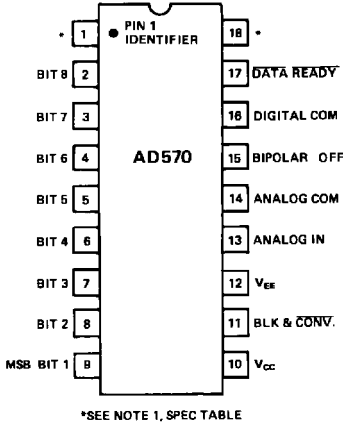 PIN 1
IDENTIFIER
* 1 18 *
BIT 8 2 17 DATA READY
BIT 7 3 16 DIGITAL COM
BIT 6 4 AD570 15 BIPOLAR OFF
BIT 5 5 14 ANALOG COM
BIT 4 6 13 ANALOG IN
BIT 3 7 12 VEE
BIT 2 8 11 BLK & CONV.
MSB BIT 1 9 10 VCC
*SEE NOTE 1, SPEC TABLE